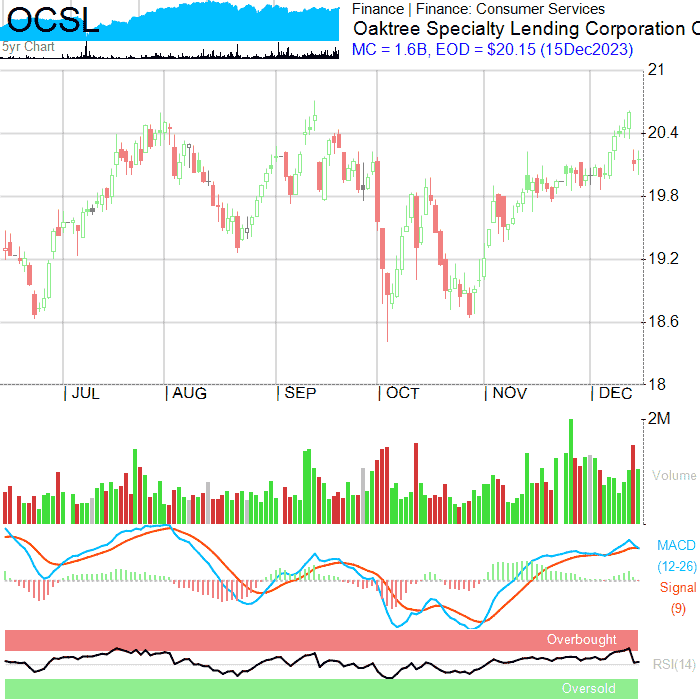 OCSL
5yr Chart
Finance | Finance: Consumer Services
Oaktree Specialty Lending Corporation C
MC = 1.6B, EOD = $20.15 (15Dec2023)
21
20.4
19.8
19.2
18.6
18
| JUL | AUG | SEP | OCT | NOV | DEC
2M
Volume
MACD
(12-26)
Signal
(9)
Overbought
RSI(14)
Oversold